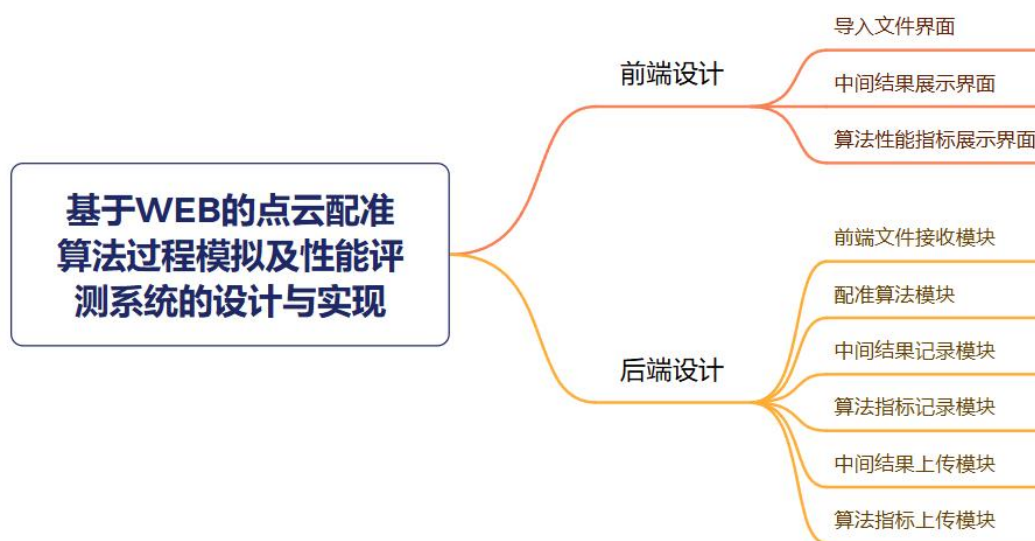 基于WEB的点云配准
算法过程模拟及性能评
测系统的设计与实现
前端设计
导入文件界面
中间结果展示界面
算法性能指标展示界面
后端设计
前端文件接收模块
配准算法模块
中间结果记录模块
算法指标记录模块
中间结果上传模块
算法指标上传模块